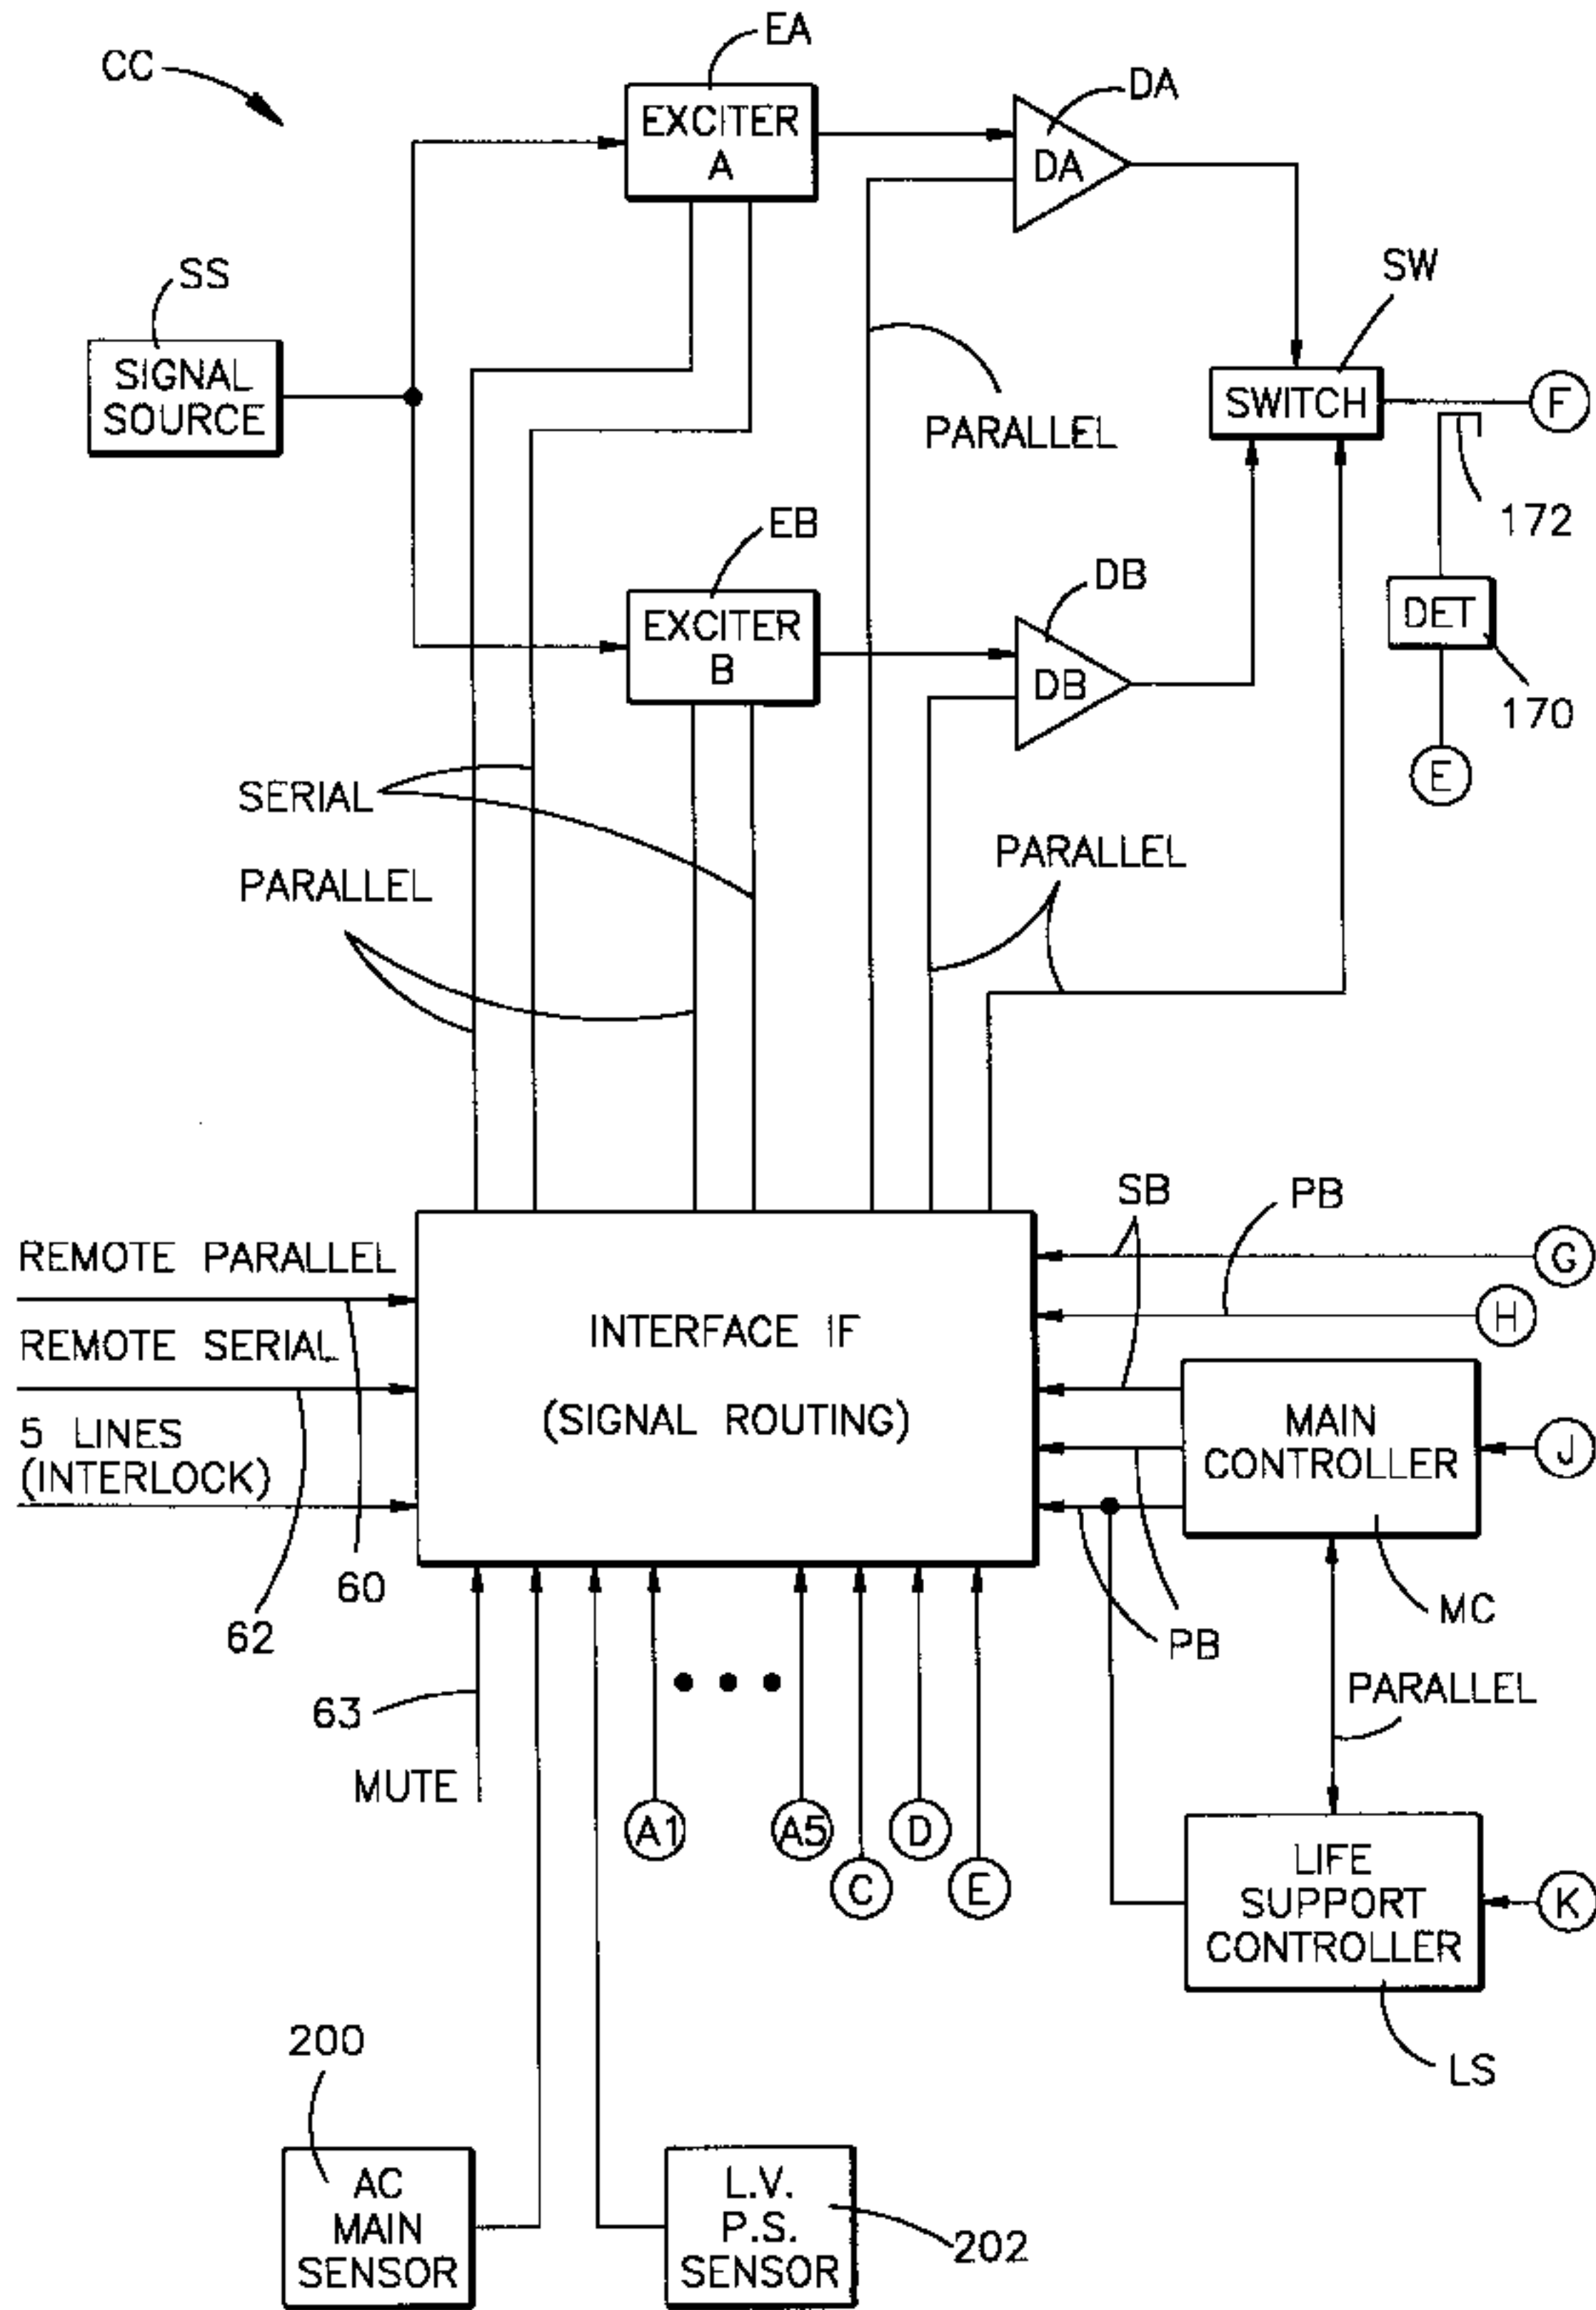 EA
CC
DA
EXCITER
A
DA
SS
SW
SIGNAL
SOURCE
SWITCH
F
PARALLEL
172
EB
DB
EXCITER
B
DET
DB
170
E
SERIAL
PARALLEL
PARALLEL
SB
PB
REMOTE PARALLEL
G
INTERFACE IF
H
REMOTE SERIAL
(SIGNAL ROUTING)
5 LINES
(INTERLOCK)
MAIN
CONTROLLER
J
60
62
MC
PB
63
PARALLEL
MUTE
A1
A5
D
C
E
LIFE
SUPPORT
CONTROLLER
K
200
LS
AC
MAIN
SENSOR
L.V.
P.S.
SENSOR
202